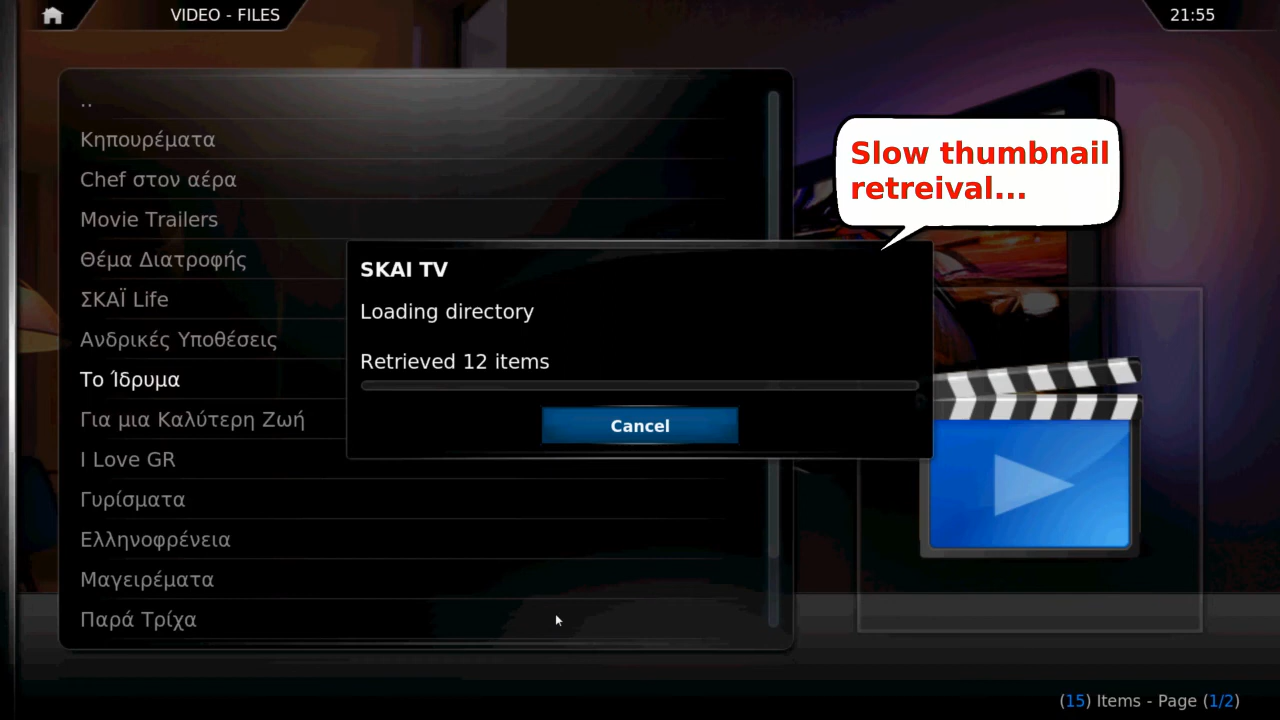 VIDEO - FILES
21:55
..
Κηπουρέματα
Chef στον αέρα
Movie Trailers
Θέμα Διατροφής
ΣΚΑΪ Life
Ανδρικές Υποθέσεις
Το Ίδρυμα
Για μια Καλύτερη Ζωή
I Love GR
Γυρίσματα
Ελληνοφρένεια
Μαγειρέματα
Παρά Τρίχα
Slow thumbnail
retreival...
SKAI TV
Loading directory
Retrieved 12 items
Cancel
(15) Items - Page (1/2)